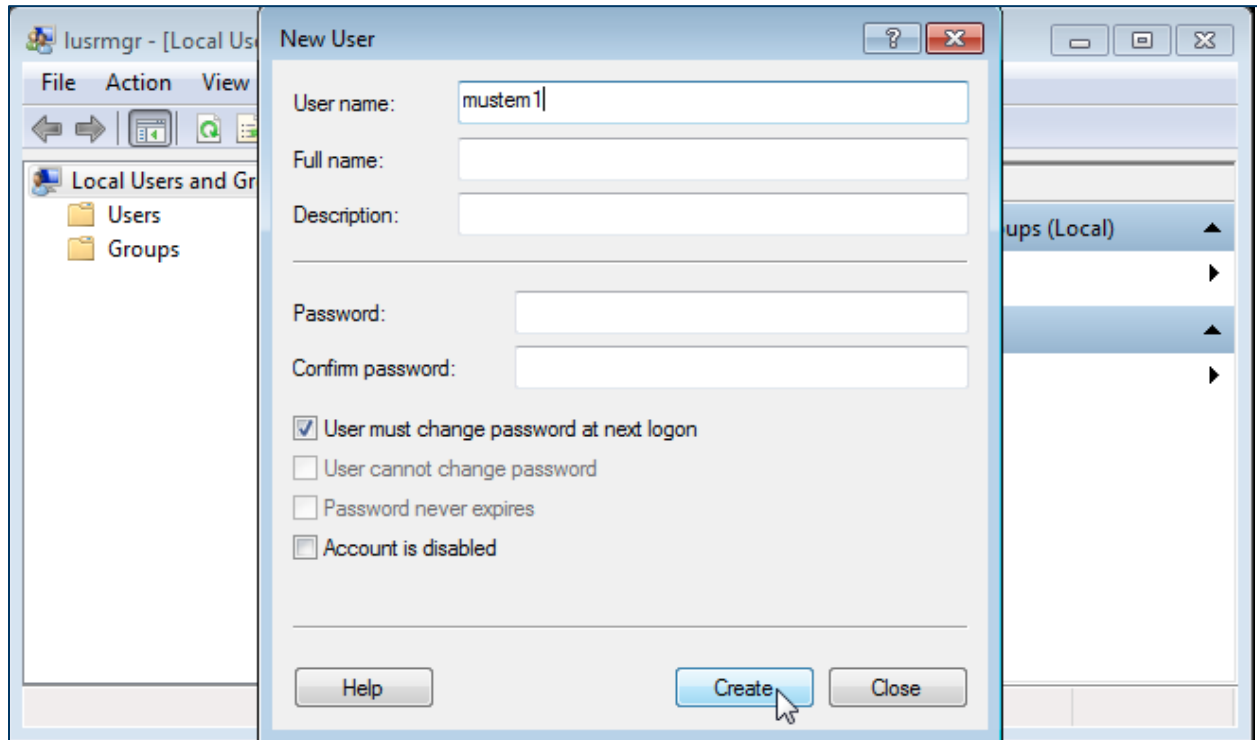 lusrmgr - [Local Us
New User
File Action View
User name: mustem1
Full name:
Local Users and Gr
Description:
Users
ups (Local)
Groups
Password:
Confirm password:
User must change password at next logon
User cannot change password
Password never expires
Account is disabled
Help Create Close